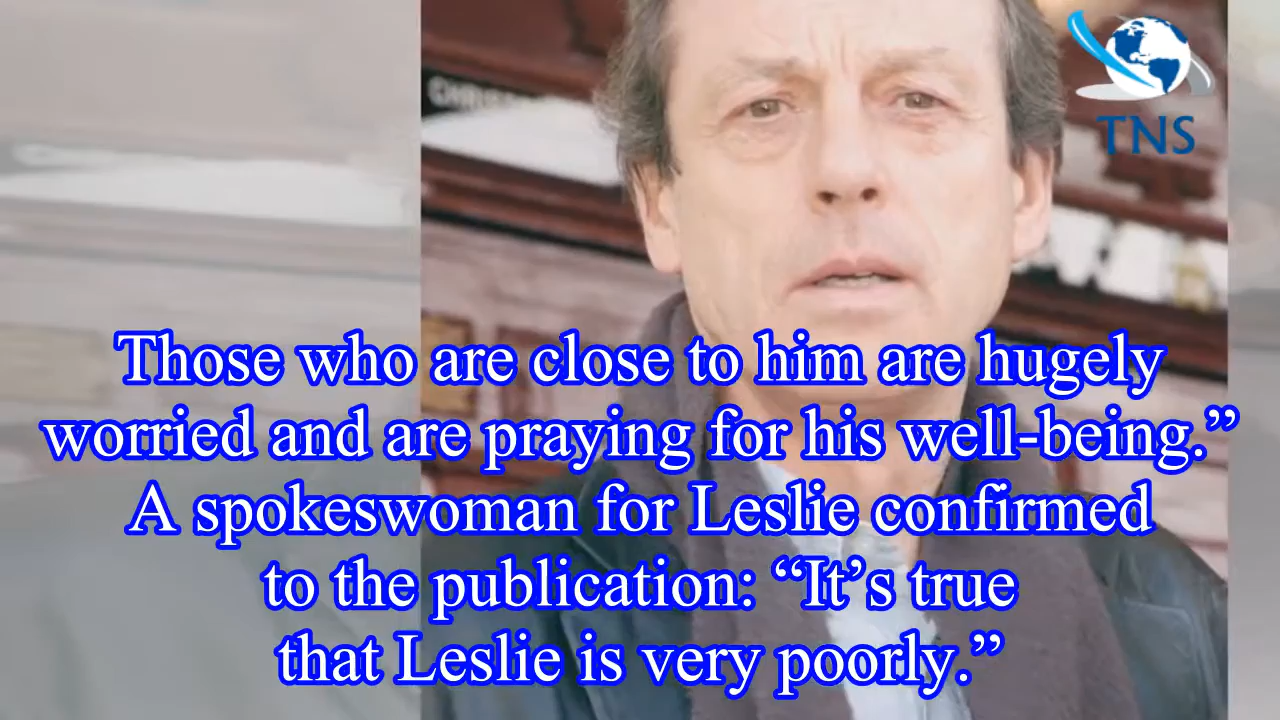 CHRIS
TNS
Those who are close to him are hugely
worried and are praying for his well-being.”
A spokeswoman for Leslie confirmed
to the publication: “It’s true
that Leslie is very poorly.”